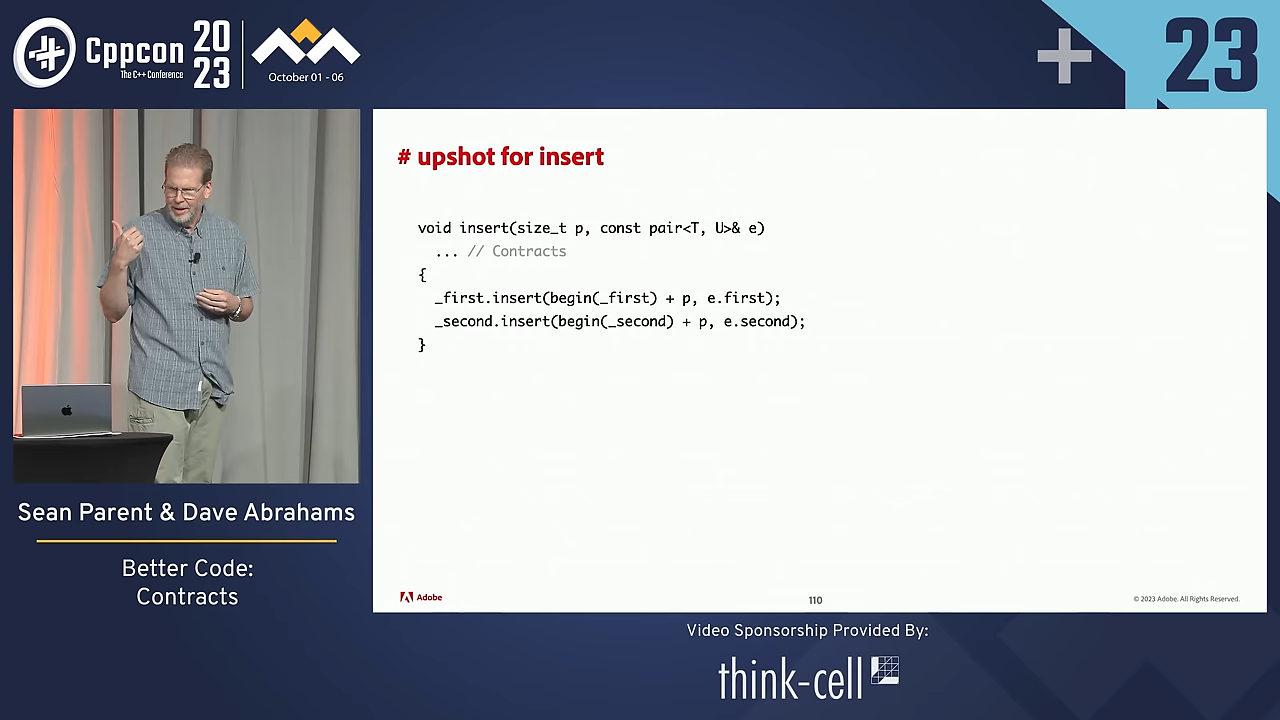 Cppcon
The C++ Conference
20
23
October 01 - 06
23
# upshot for insert
void insert(size_t p, const pair<T, U>& e)
... // Contracts
{
_first.insert(begin(_first) + p, e.first);
_second.insert(begin(_second) + p, e.second);
}
Adobe
110
© 2023 Adobe. All Rights Reserved.
Sean Parent & Dave Abrahams
Better Code:
Contracts
Video Sponsorship Provided By:
think-cell